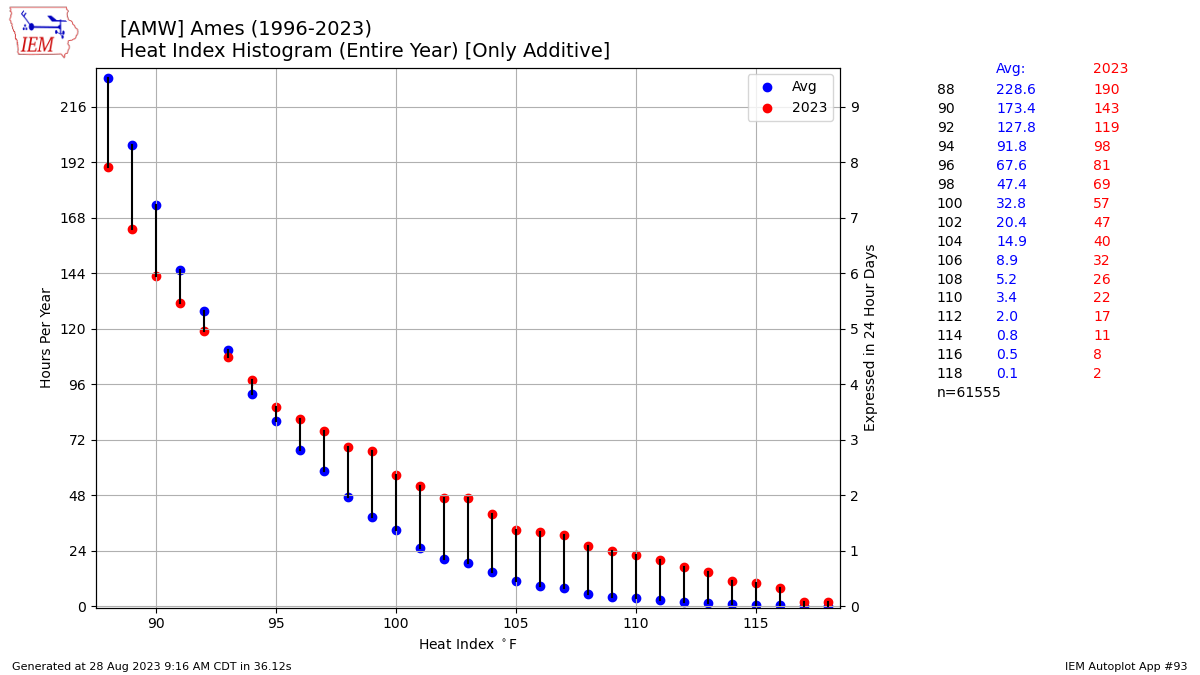 IEM
[AMW] Ames (1996-2023)
Heat Index Histogram (Entire Year) [Only Additive]
Avg
2023
216
192
168
144
120
96
72
48
24
0
Hours Per Year
9
8
7
6
5
4
3
2
1
0
Expressed in 24 Hour Days
90 95 100 105 110 115
Heat Index °F
Avg: 2023
88 228.6 190
90 173.4 143
92 127.8 119
94 91.8 98
96 67.6 81
98 47.4 69
100 32.8 57
102 20.4 47
104 14.9 40
106 8.9 32
108 5.2 26
110 3.4 22
112 2.0 17
114 0.8 11
116 0.5 8
118 0.1 2
n=61555
Generated at 28 Aug 2023 9:16 AM CDT in 36.12s
IEM Autoplot App #93